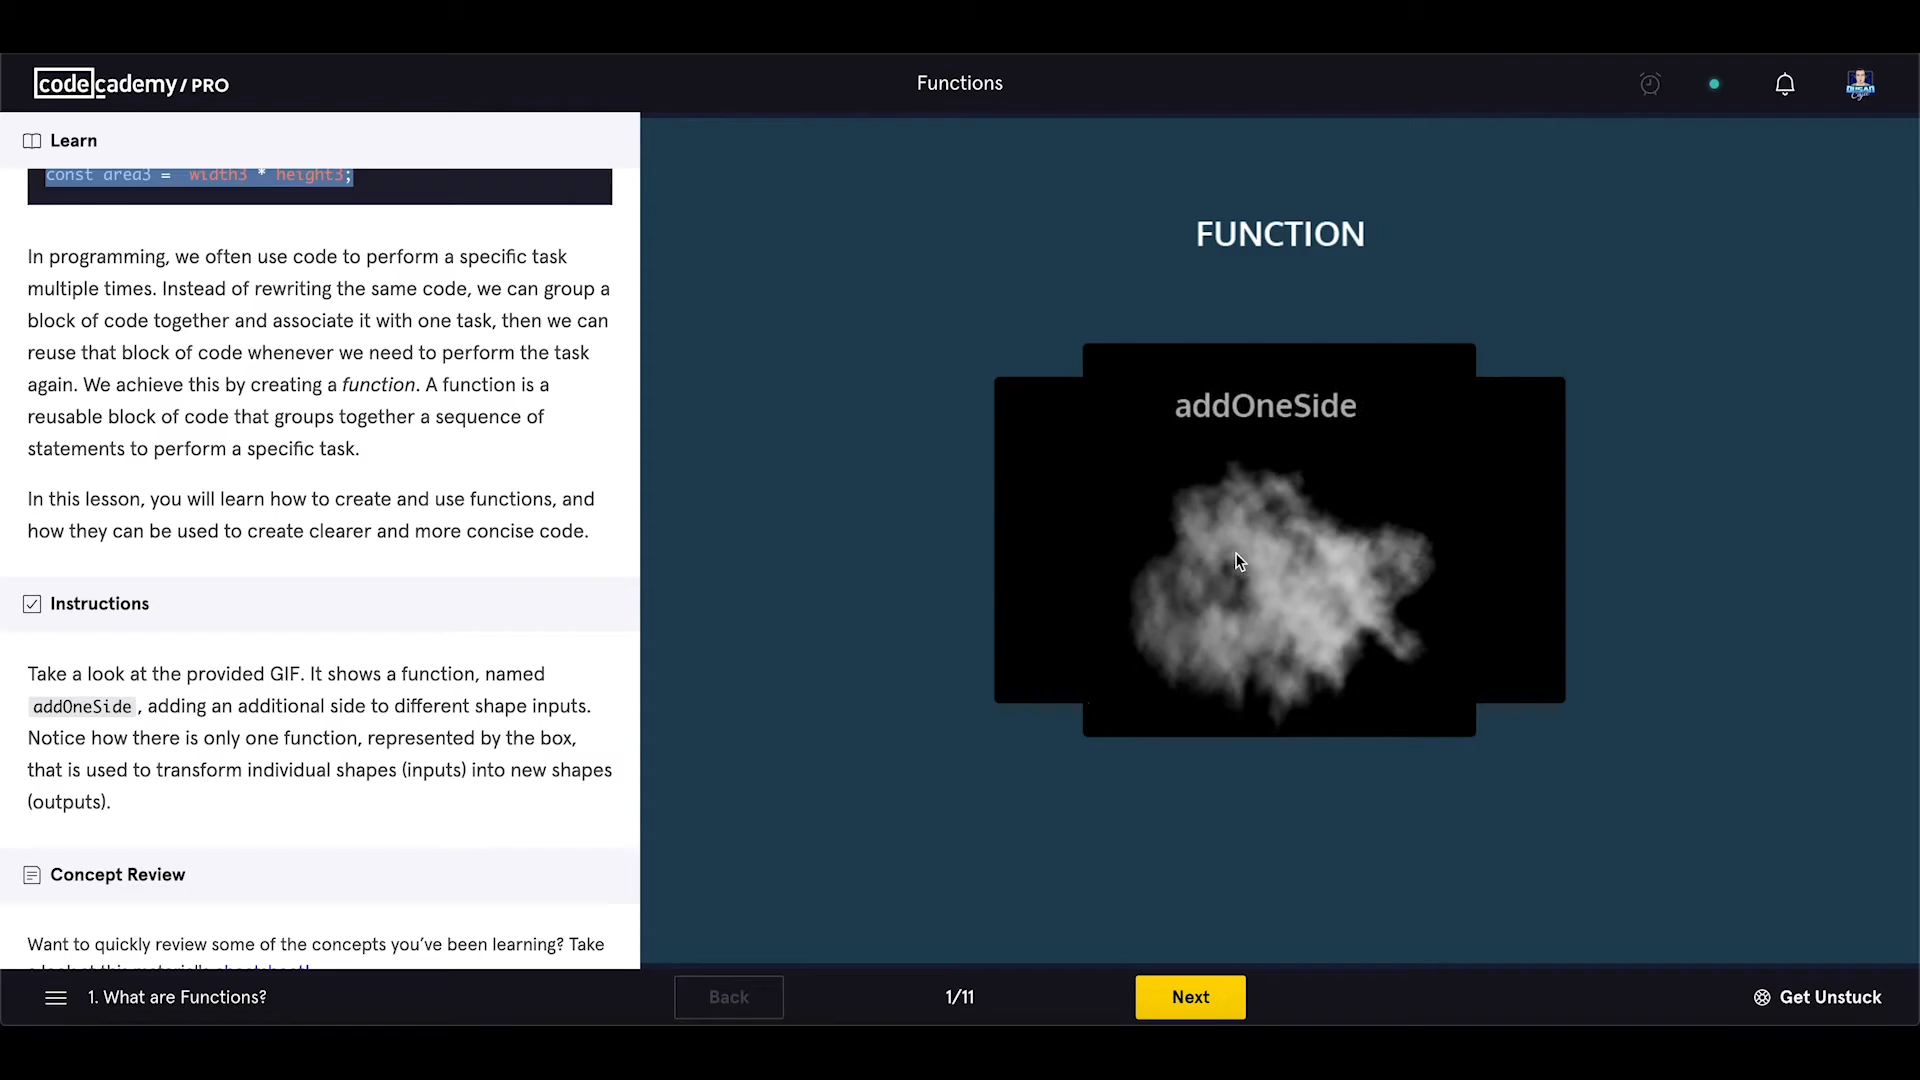 codecademy/PRO
Functions
Learn
const area3 = width3 * height3;
In programming, we often use code to perform a specific task
multiple times. Instead of rewriting the same code, we can group a
block of code together and associate it with one task, then we can
reuse that block of code whenever we need to perform the task
again. We achieve this by creating a function. A function is a
reusable block of code that groups together a sequence of
statements to perform a specific task.
In this lesson, you will learn how to create and use functions, and
how they can be used to create clearer and more concise code.
Instructions
Take a look at the provided GIF. It shows a function, named
addOneSide, adding an additional side to different shape inputs.
Notice how there is only one function, represented by the box,
that is used to transform individual shapes (inputs) into new shapes
(outputs).
Concept Review
Want to quickly review some of the concepts you've been learning? Take
a look at this material's cheatsheet!
FUNCTION
addOneSide
1. What are Functions?
Back
1/11
Next
Get Unstuck